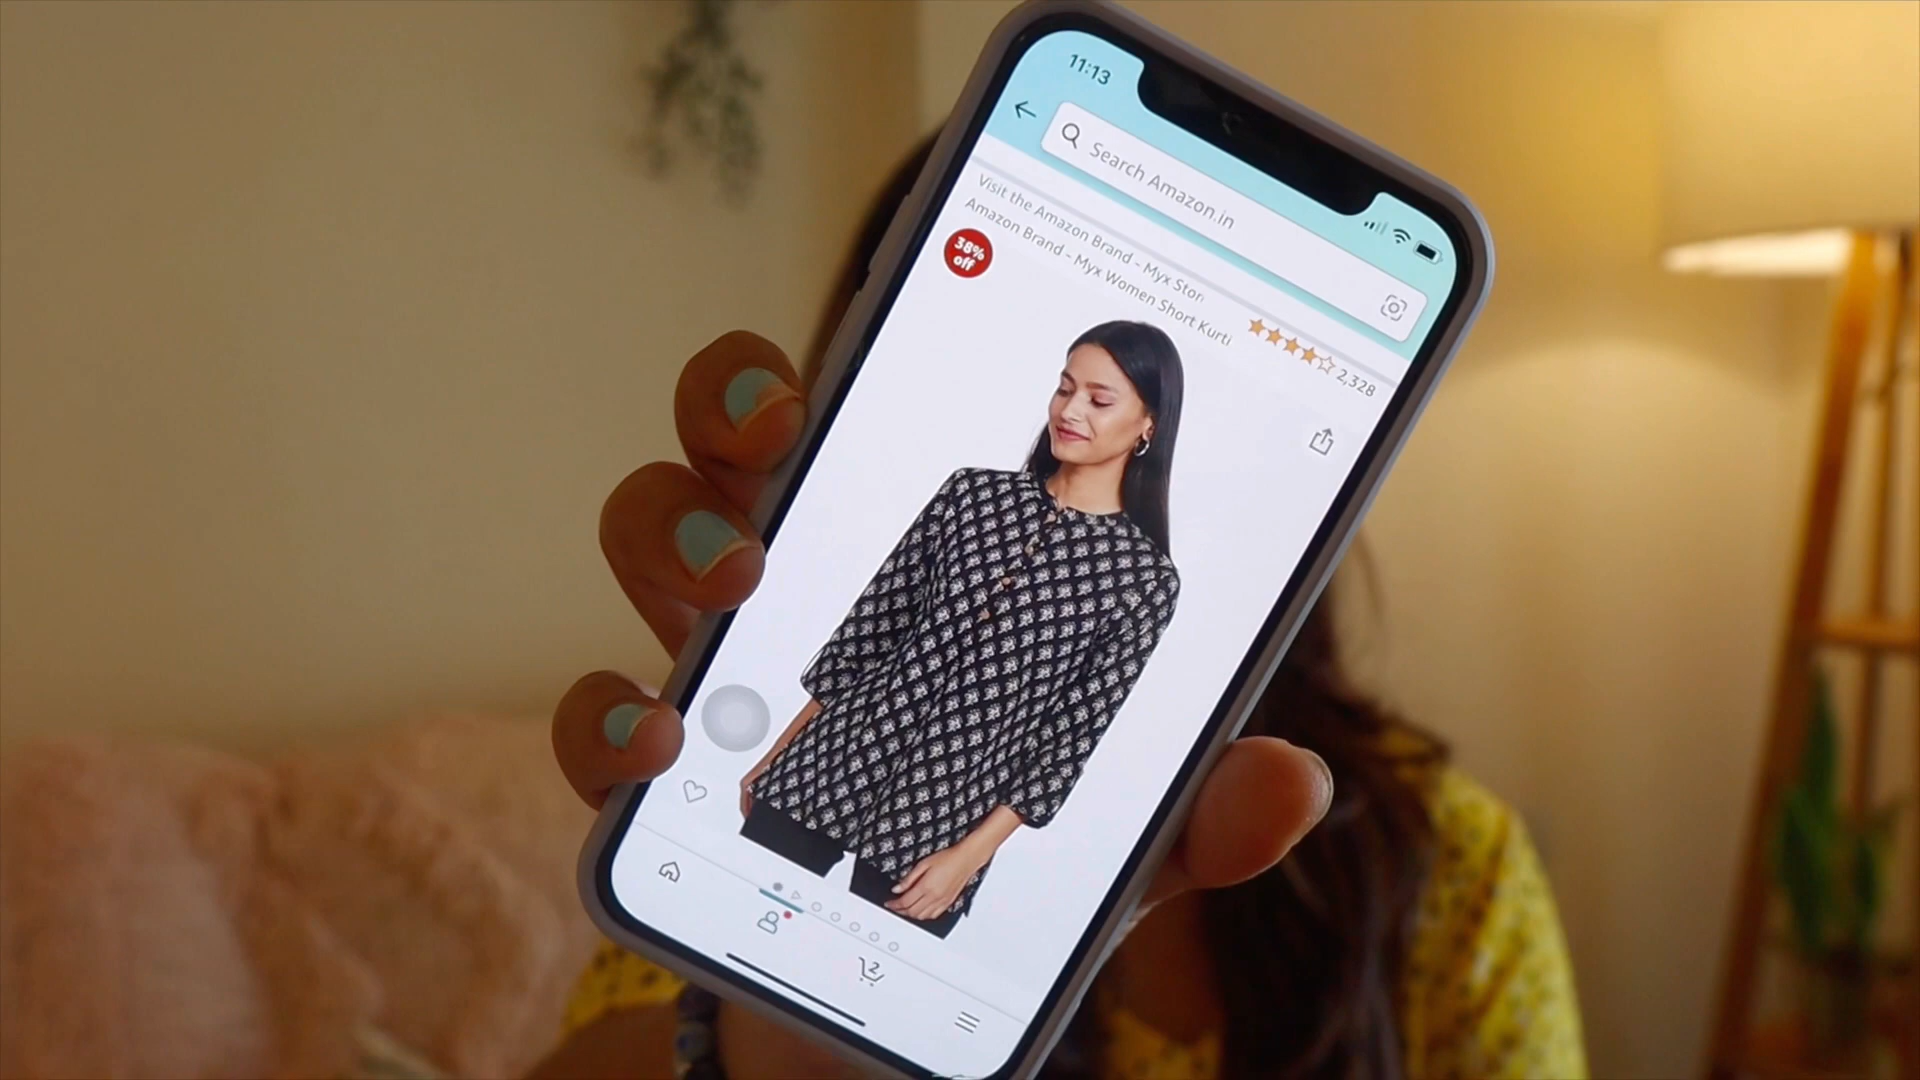 11:13
Search Amazon.in
Visit the Amazon Brand - Myx Stor
Amazon Brand - Myx Women Short Kurti
2,328
38%
off
2